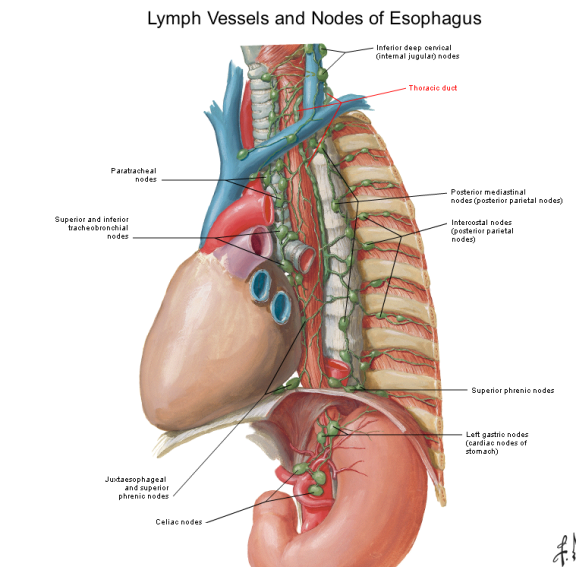 Lymph Vessels and Nodes of Esophagus
Inferior deep cervical
(internal jugular) nodes
Thoracic duct
Paratracheal
nodes
Posterior mediastinal
nodes (posterior parietal nodes)
Superior and inferior
tracheobronchial
nodes
Intercostal nodes
(posterior parietal
nodes)
Superior phrenic nodes
Left gastric nodes
(cardiac nodes of
stomach)
Juxtaesophageal
and superior
phrenic nodes
Celiac nodes